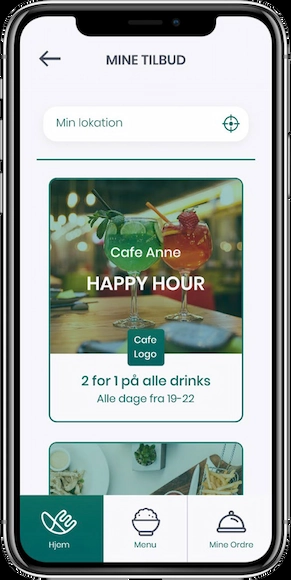 MINE TILBUD
Min lokation
Cafe Anne
HAPPY HOUR
Cafe
Logo
2 for 1 på alle drinks
Alle dage fra 19-22
Hjem
Menu
Mine Ordre